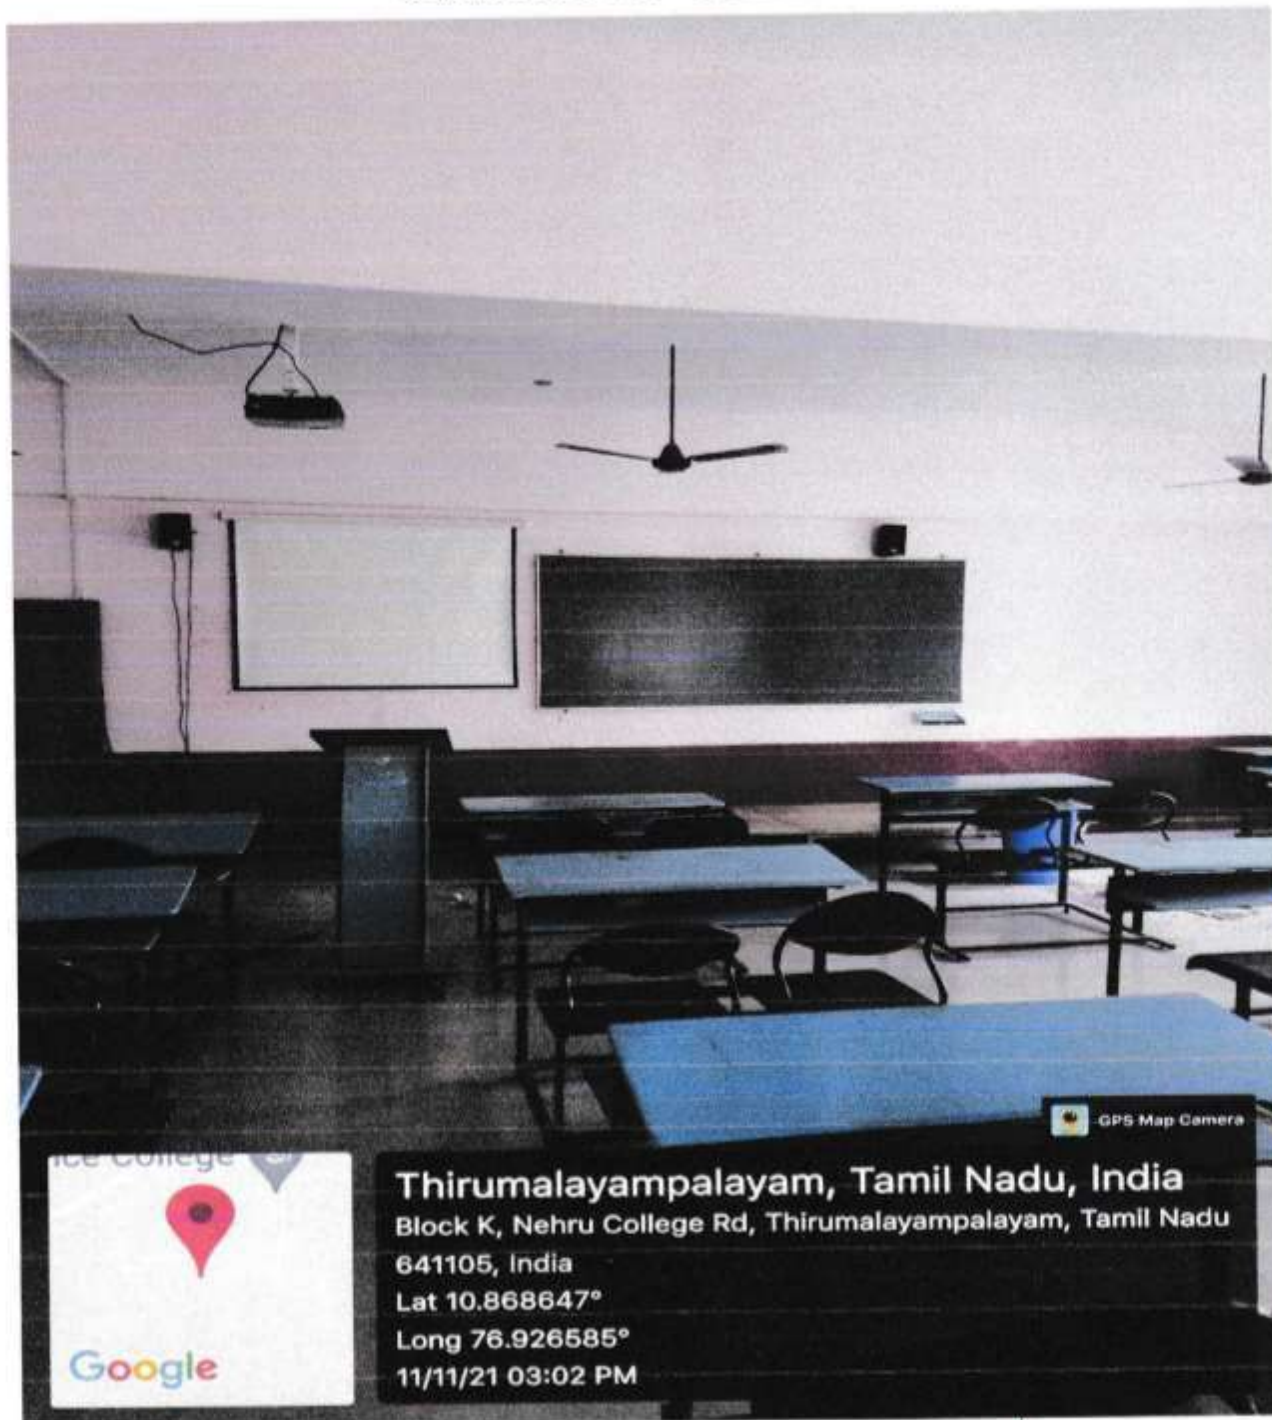 GPS Map Camera
College
Google
Thirumalayampalayam, Tamil Nadu, India
Block K, Nehru College Rd, Thirumalayampalayam, Tamil Nadu
641105, India
Lat 10.868647°
Long 76.926585°
11/11/21 03:02 PM